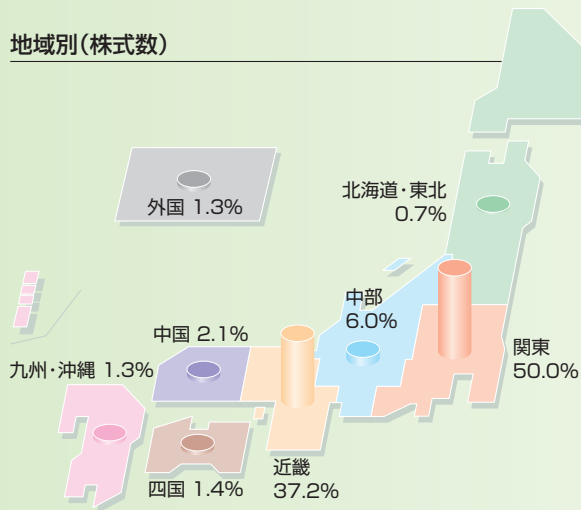 地域別（株式数）
外国 1.3%
北海道・東北
0.7%
中部
6.0%
中国 2.1%
関東
50.0%
九州・沖縄 1.3%
近畿
37.2%
四国 1.4%